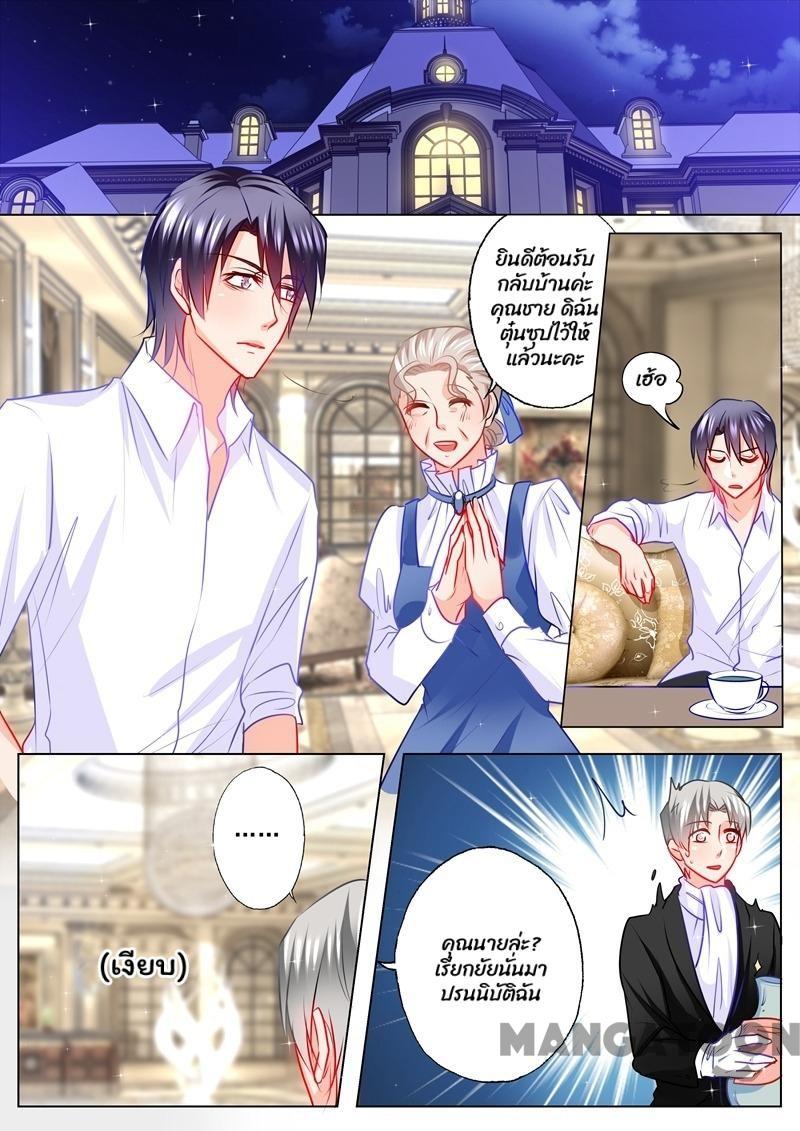 ยินดีต้อนรับ
กลับบ้านค่ะ
คุณชาย ดิฉัน
ตุ๋นซุปไว้ให้
แล้วนะคะ
เฮ้อ
……
(เงียบ)
คุณนายล่ะ?
เรียกยัยนั่นมา
ปรนนิบัติฉัน
MANGATOON